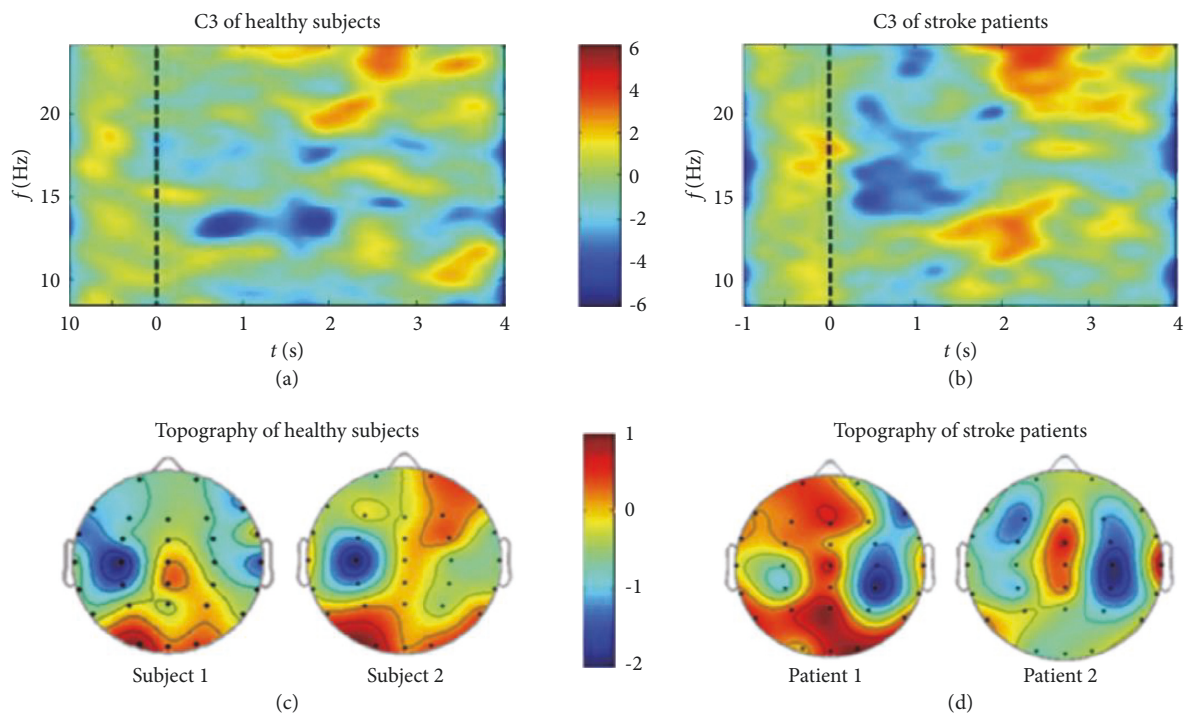 C3 of healthy subjects
f (Hz)
20
15
10
10 0 1 2 3 4
t (s)
(a)
6
4
2
0
-2
-4
-6
C3 of stroke patients
f (Hz)
20
15
10
-1 0 1 2 3 4
t (s)
(b)
Topography of healthy subjects
Subject 1 Subject 2
(c)
1
0
-1
-2
Topography of stroke patients
Patient 1 Patient 2
(d)